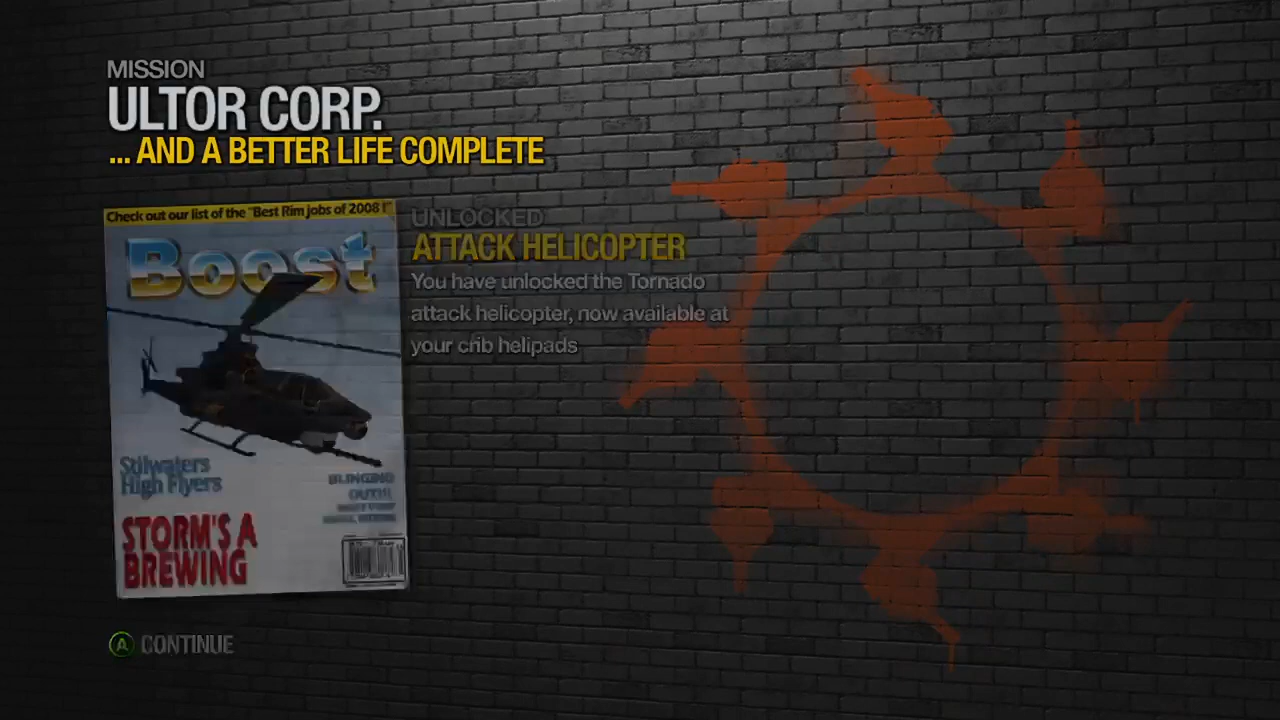 MISSION
ULTOR CORP.
... AND A BETTER LIFE COMPLETE
Check out our list of the "Best Rim jobs of 2008 !"
Boost
Stilwaters
High Flyers
BLINGING
OUT!!
STORM'S A
BREWING
UNLOCKED
ATTACK HELICOPTER
You have unlocked the Tornado
attack helicopter, now available at
your crib helipads
A CONTINUE